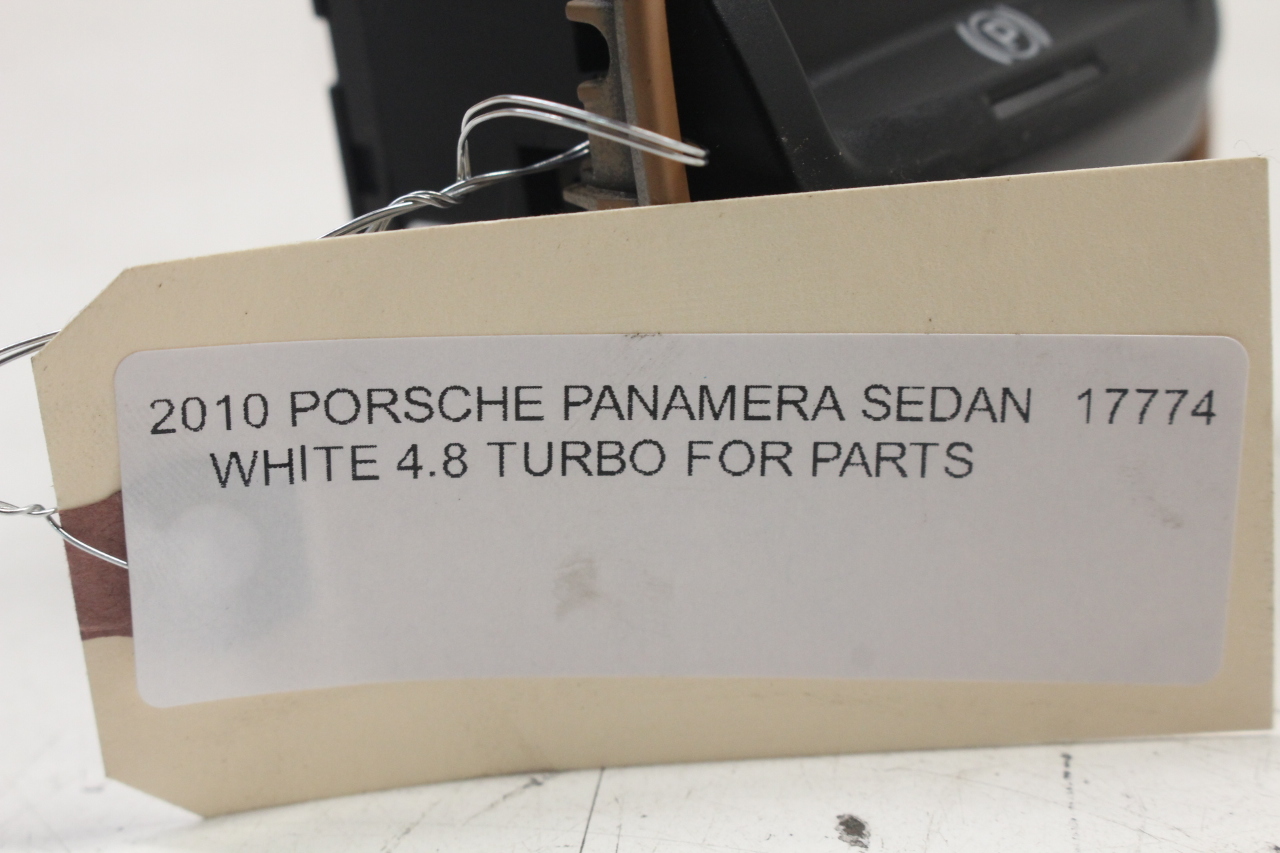 P
2010 PORSCHE PANAMERA SEDAN 17774
WHITE 4.8 TURBO FOR PARTS